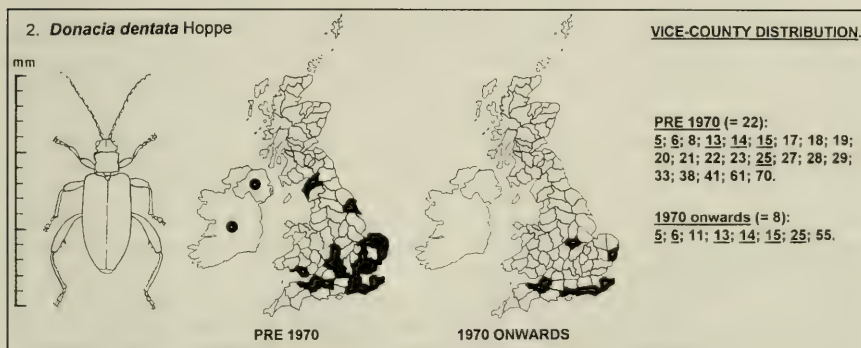 2. Donacia dentata Hoppe
mm
PRE 1970
1970 ONWARDS
VICE-COUNTY DISTRIBUTION.
PRE 1970 (= 22):
5; 6; 8; 13; 14; 15; 17; 18; 19;
20; 21; 22; 23; 25; 27; 28; 29;
33; 38; 41; 61; 70.
1970 onwards (= 8):
5; 6; 11; 13; 14; 15; 25; 55.